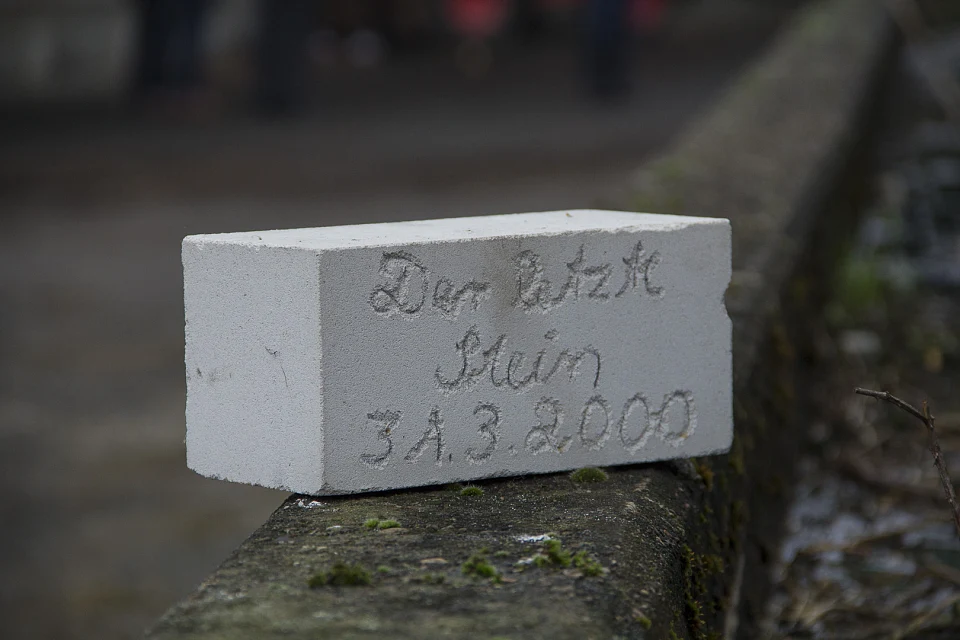 Der letzte
Stein
31.3.2000